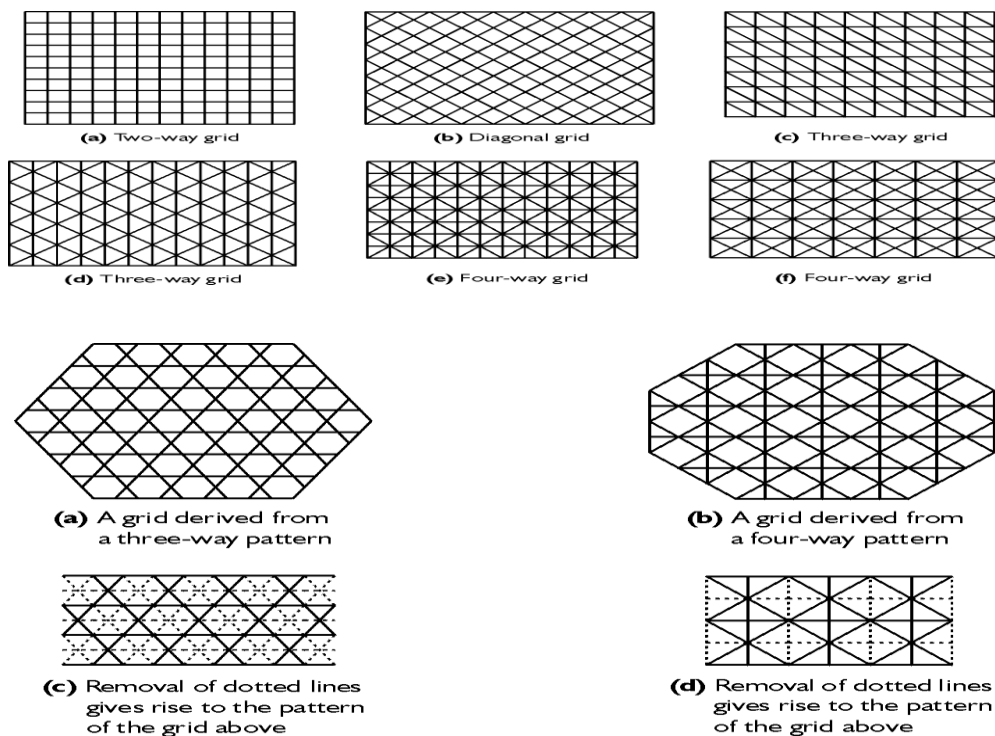 (a) Two-way grid
(b) Diagonal grid
(c) Three-way grid
(d) Three-way grid
(e) Four-way grid
(f) Four-way grid
(a) A grid derived from
a three-way pattern
(b) A grid derived from
a four-way pattern
(c) Removal of dotted lines
gives rise to the pattern
of the grid above
(d) Removal of dotted lines
gives rise to the pattern
of the grid above